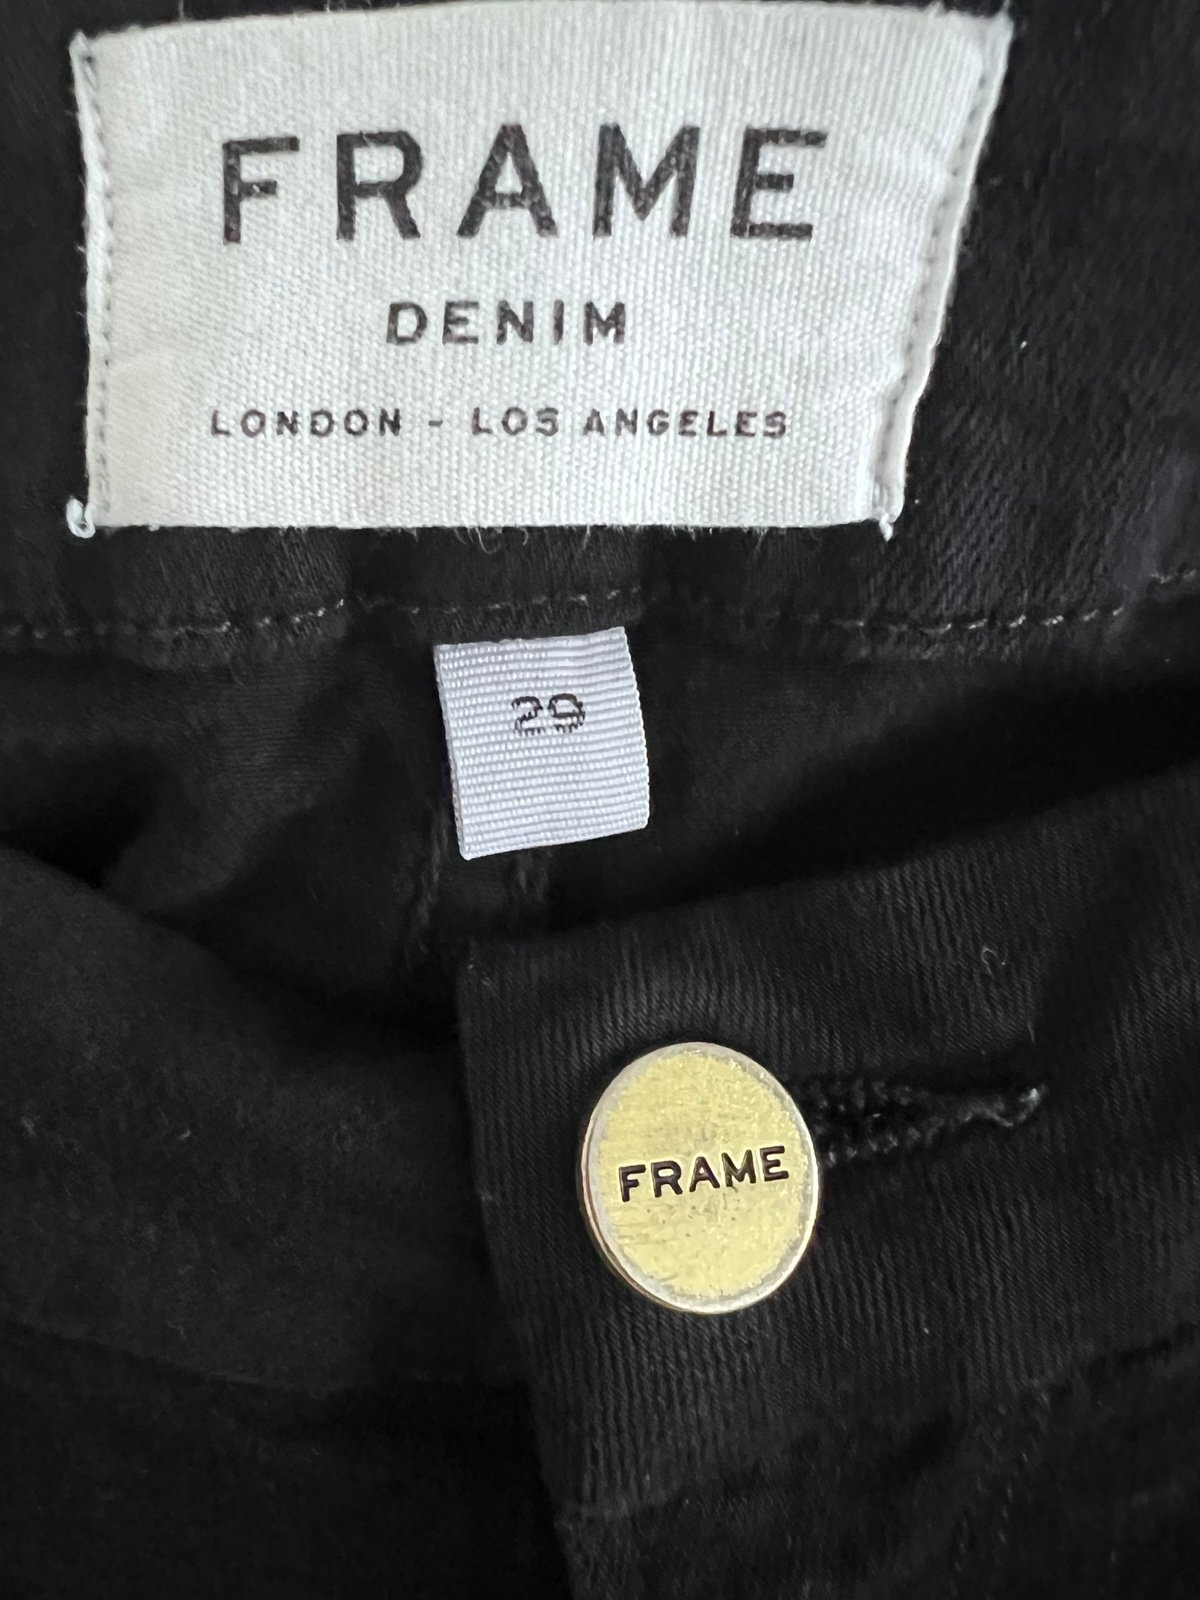 FRAME
DENIM
LONDON - LOS ANGELES
29
FRAME